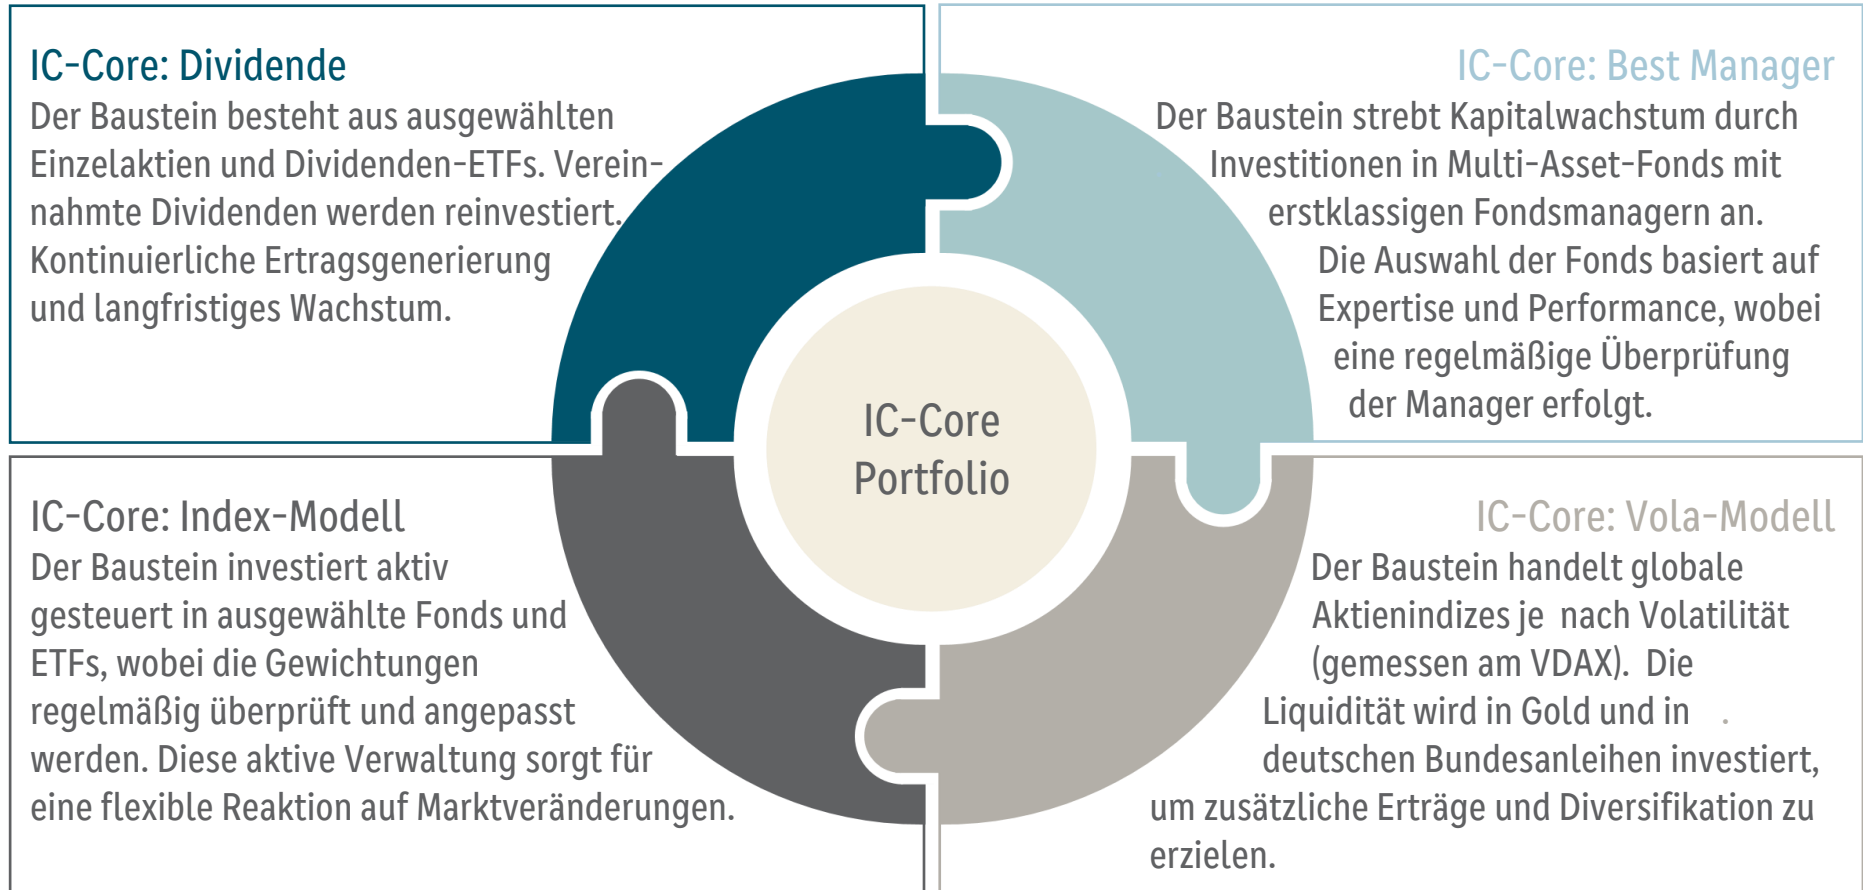 IC-Core: Dividende
Der Baustein besteht aus ausgewählten
Einzelaktien und Dividenden-ETFs. Verein-
nahmte Dividenden werden reinvestiert.
Kontinuierliche Ertragsgenerierung
und langfristiges Wachstum.
IC-Core: Best Manager
Der Baustein strebt Kapitalwachstum durch
Investitionen in Multi-Asset-Fonds mit
erstklassigen Fondsmanagern an.
Die Auswahl der Fonds basiert auf
Expertise und Performance, wobei
eine regelmäßige Überprüfung
der Manager erfolgt.
IC-Core
Portfolio
IC-Core: Index-Modell
Der Baustein investiert aktiv
gesteuert in ausgewählte Fonds und
ETFs, wobei die Gewichtungen
regelmäßig überprüft und angepasst
werden. Diese aktive Verwaltung sorgt für
eine flexible Reaktion auf Marktveränderungen.
IC-Core: Vola-Modell
Der Baustein handelt globale
Aktienindizes je  nach Volatilität
(gemessen am VDAX).  Die
Liquidität wird in Gold und in   .
deutschen Bundesanleihen investiert,
um zusätzliche Erträge und Diversifikation zu
erzielen.